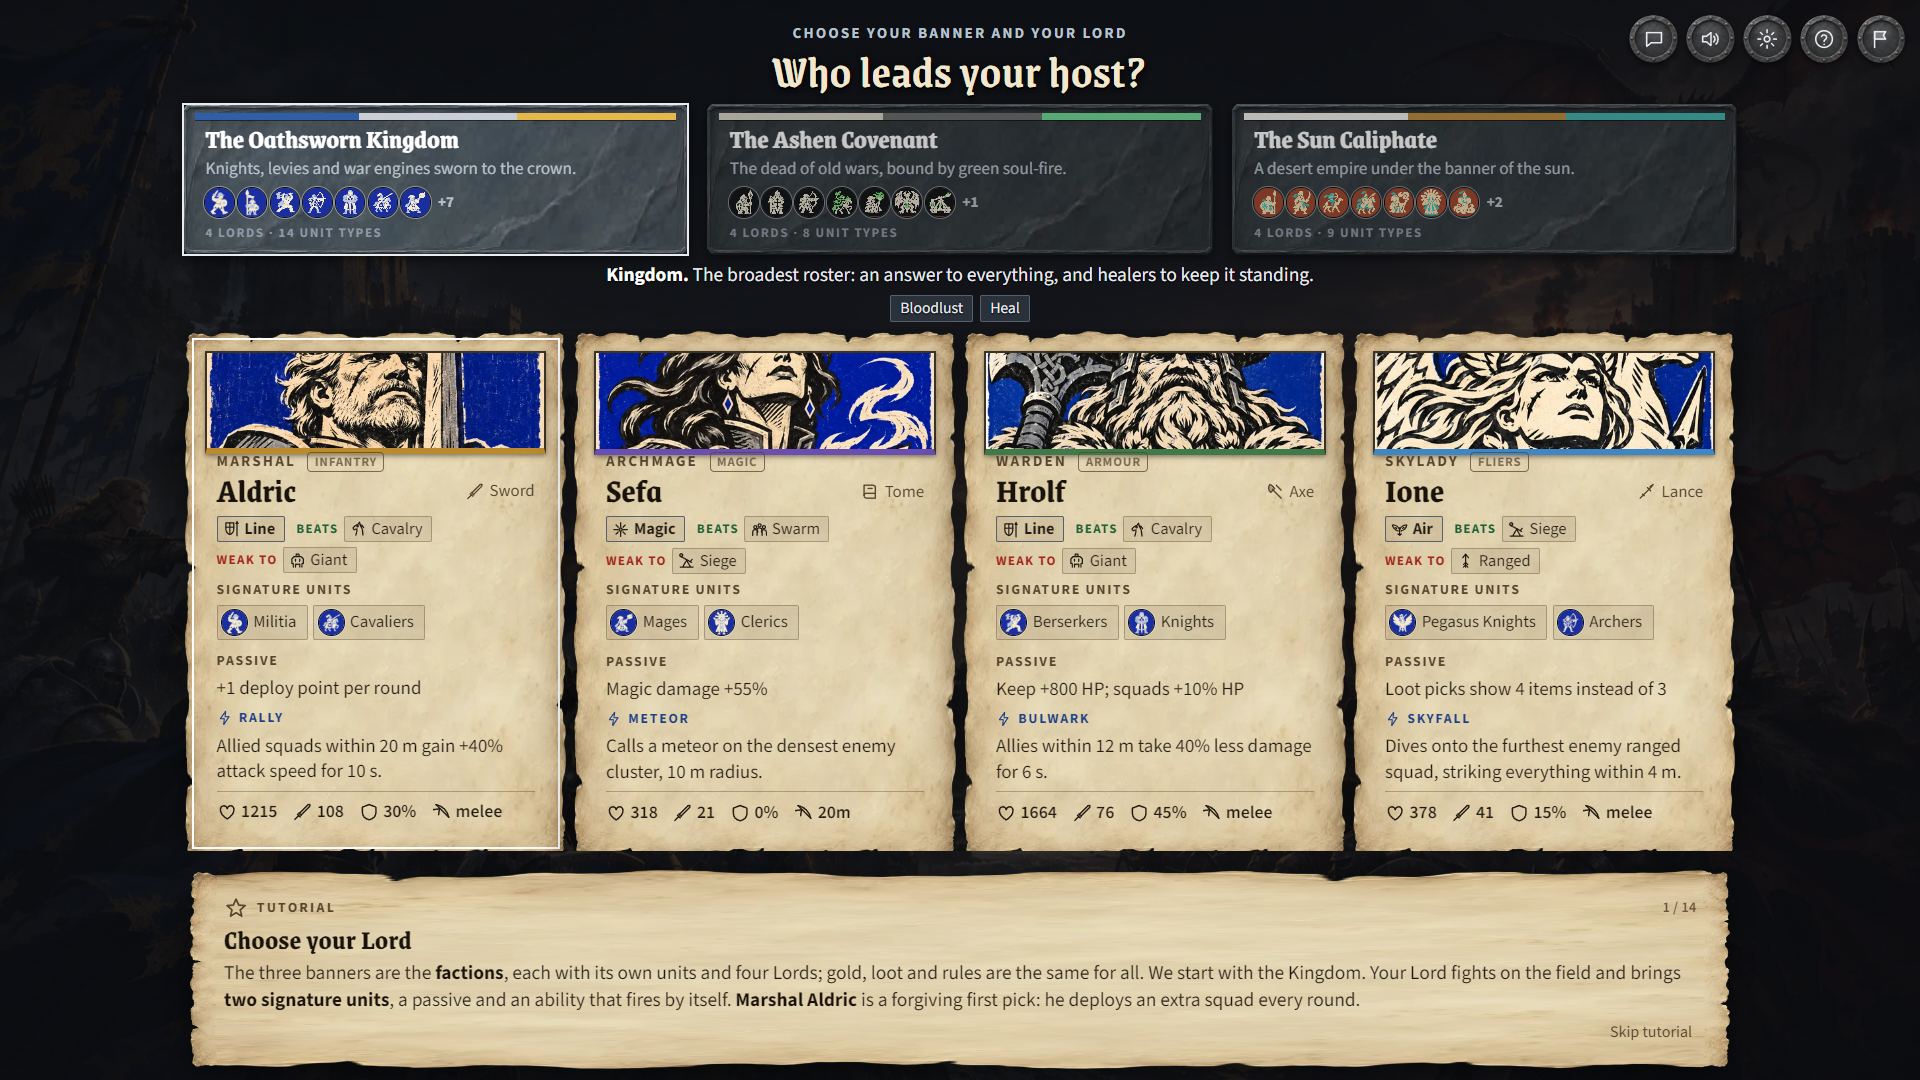 CHOOSE YOUR BANNER AND YOUR LORD
Who leads your host?
The Oathsworn Kingdom
Knights, levies and war engines sworn to the crown.
+7
4 LORDS · 14 UNIT TYPES
The Ashen Covenant
The dead of old wars, bound by green soul-fire.
+1
4 LORDS · 8 UNIT TYPES
The Sun Caliphate
A desert empire under the banner of the sun.
+2
4 LORDS · 9 UNIT TYPES
Kingdom. The broadest roster: an answer to everything, and healers to keep it standing.
Bloodlust Heal
MARSHAL INFANTRY
Aldric Sword
Line BEATS Cavalry
WEAK TO Giant
SIGNATURE UNITS
Militia Cavaliers
PASSIVE
+1 deploy point per round
RALLY
Allied squads within 20 m gain +40%
attack speed for 10 s.
1215 108 30% melee
ARCHMAGE MAGIC
Sefa Tome
Magic BEATS Swarm
WEAK TO Siege
SIGNATURE UNITS
Mages Clerics
PASSIVE
Magic damage +55%
METEOR
Calls a meteor on the densest enemy
cluster, 10 m radius.
318 21 0% 20m
WARDEN ARMOUR
Hrolf Axe
Line BEATS Cavalry
WEAK TO Giant
SIGNATURE UNITS
Berserkers Knights
PASSIVE
Keep +800 HP; squads +10% HP
BULWARK
Allies within 12 m take 40% less damage
for 6 s.
1664 76 45% melee
SKYLADY FLIERS
Ione Lance
Air BEATS Siege
WEAK TO Ranged
SIGNATURE UNITS
Pegasus Knights Archers
PASSIVE
Loot picks show 4 items instead of 3
SKYFALL
Dives onto the furthest enemy ranged
squad, striking everything within 4 m.
378 41 15% melee
TUTORIAL 1 / 14
Choose your Lord
The three banners are the factions, each with its own units and four Lords; gold, loot and rules are the same for all. We start with the Kingdom. Your Lord fights on the field and brings
two signature units, a passive and an ability that fires by itself. Marshal Aldric is a forgiving first pick: he deploys an extra squad every round.
Skip tutorial